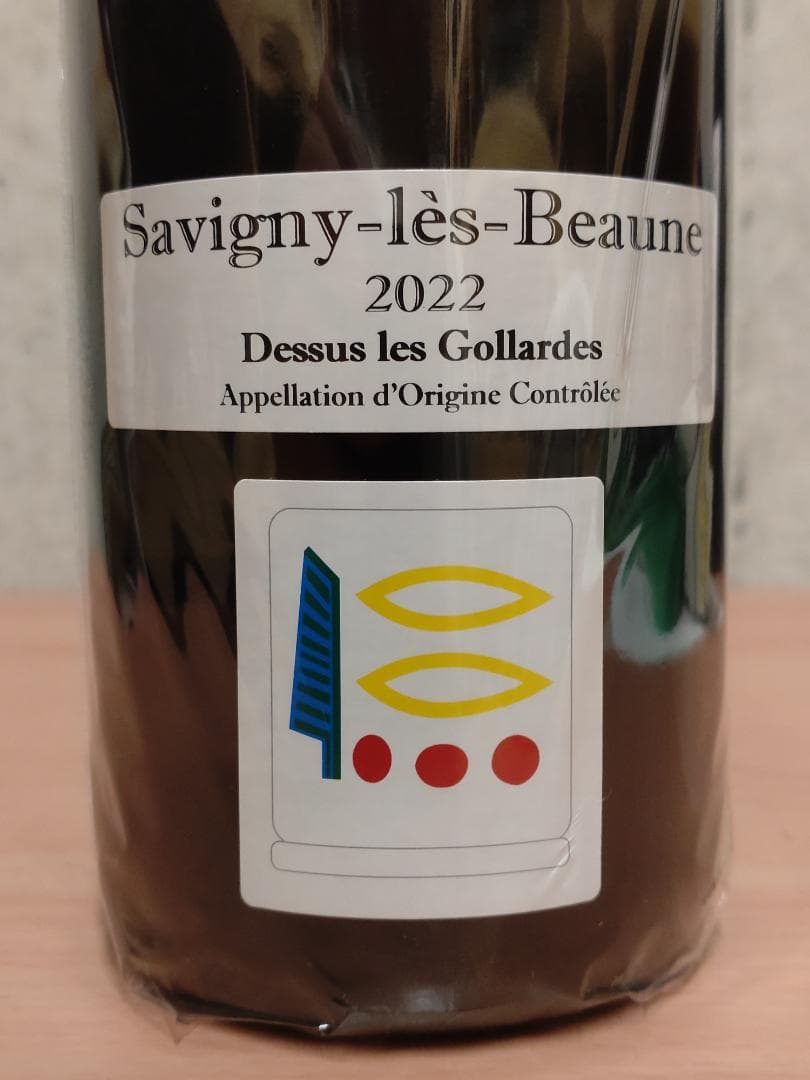 Savigny-lès-Beaune
2022
Dessus les Gollardes
Appellation d'Origine Contrôlée